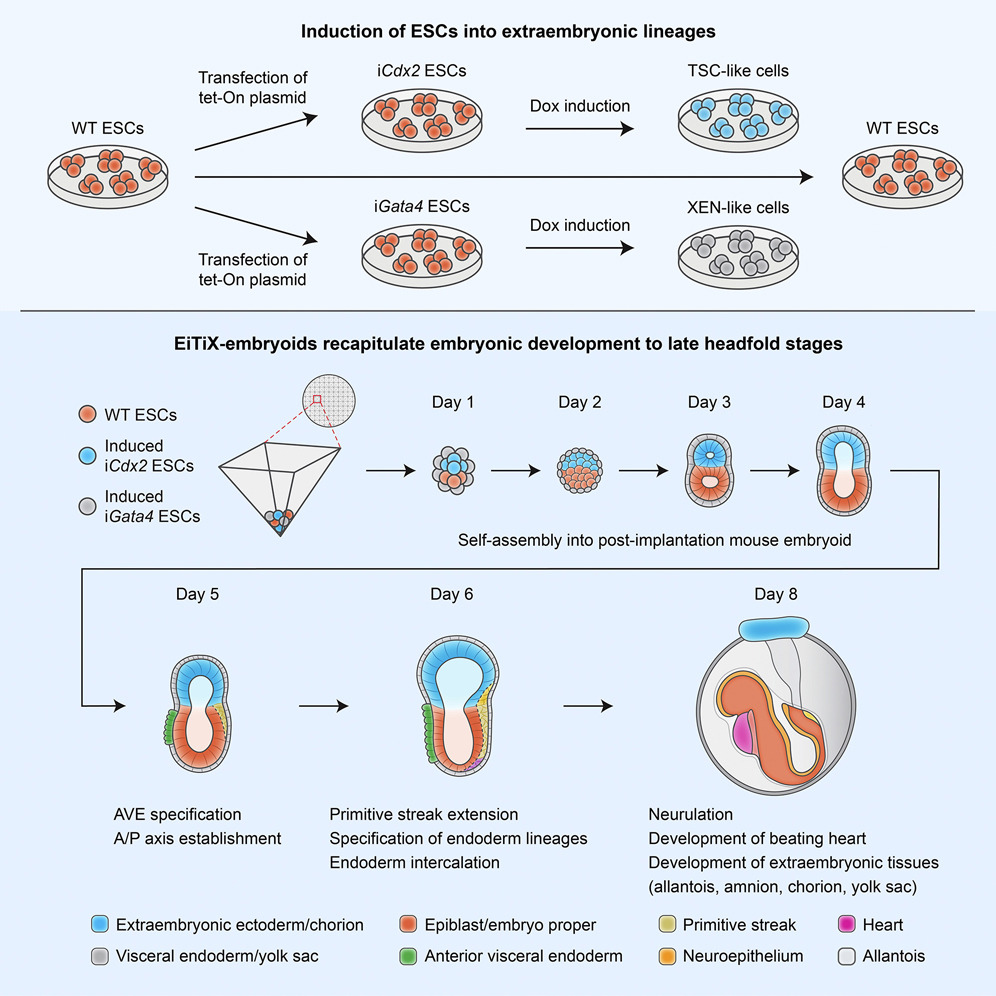 Induction of ESCs into extraembryonic lineages
WT ESCs
Transfection of
tet-On plasmid
iCdx2 ESCs
Dox induction
TSC-like cells
WT ESCs
Transfection of
tet-On plasmid
iGata4 ESCs
Dox induction
XEN-like cells
EiTiX-embryoids recapitulate embryonic development to late headfold stages
WT ESCs
Induced
iCdx2 ESCs
Induced
iGata4 ESCs
Day 1
Day 2
Day 3
Day 4
Self-assembly into post-implantation mouse embryoid
Day 5
Day 6
Day 8
AVE specification
A/P axis establishment
Primitive streak extension
Specification of endoderm lineages
Endoderm intercalation
Neurulation
Development of beating heart
Development of extraembryonic tissues
(allantois, amnion, chorion, yolk sac)
Extraembryonic ectoderm/chorion
Epiblast/embryo proper
Primitive streak
Heart
Visceral endoderm/yolk sac
Anterior visceral endoderm
Neuroepithelium
Allantois